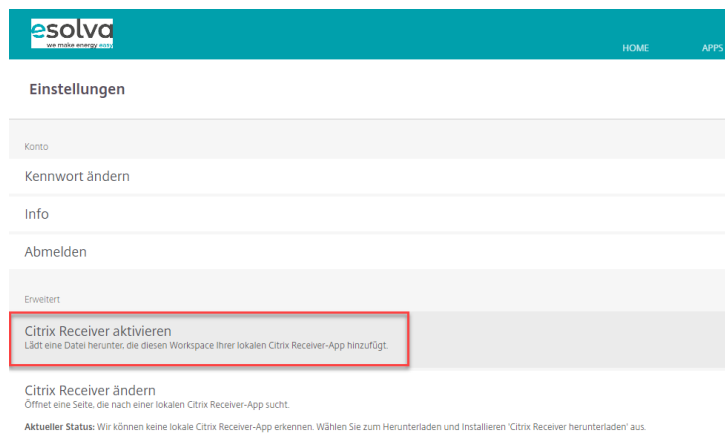 esolva
we make energy easy
HOME APPS
Einstellungen
Konto
Kennwort ändern
Info
Abmelden
Erweitert
Citrix Receiver aktivieren
Lädt eine Datei herunter, die diesen Workspace Ihrer lokalen Citrix Receiver-App hinzufügt.
Citrix Receiver ändern
Öffnet eine Seite, die nach einer lokalen Citrix Receiver-App sucht.
Aktueller Status: Wir können keine lokale Citrix Receiver-App erkennen. Wählen Sie zum Herunterladen und Installieren 'Citrix Receiver herunterladen' aus.